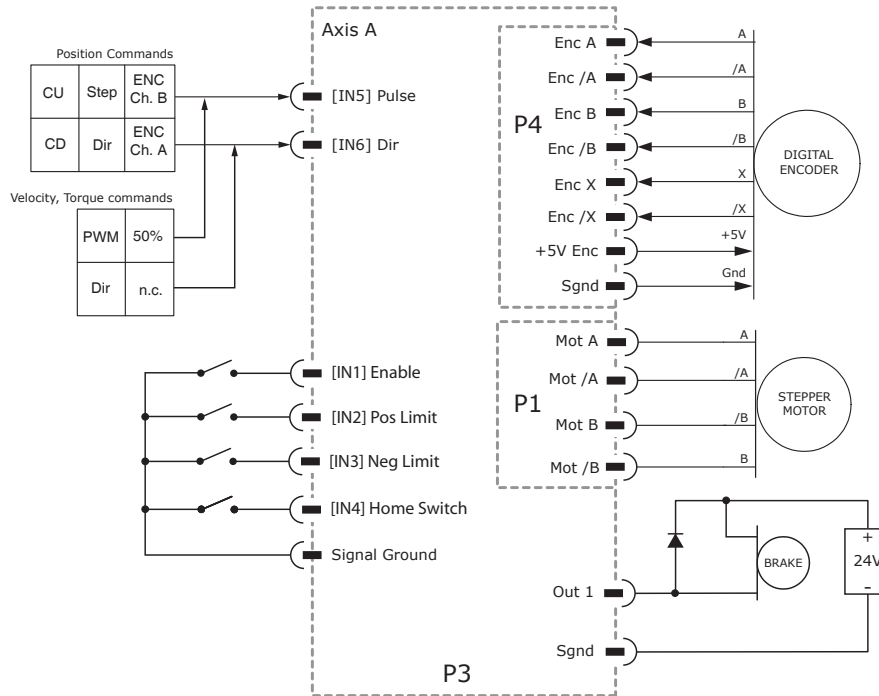 Axis A
Position Commands
CU Step ENC Ch. B
CD Dir ENC Ch. A
[IN5] Pulse
[IN6] Dir
Velocity, Torque commands
PWM 50%
Dir n.c.
[IN1] Enable
[IN2] Pos Limit
[IN3] Neg Limit
[IN4] Home Switch
Signal Ground
P4
Enc A
Enc /A
Enc B
Enc /B
Enc X
Enc /X
+5V Enc
Sgnd
A
/A
B
/B
X
/X
+5V
Gnd
DIGITAL
ENCODER
P1
Mot A
Mot /A
Mot B
Mot /B
A
/A
/B
B
STEPPER
MOTOR
Out 1
Sgnd
BRAKE
+
24V
-
P3